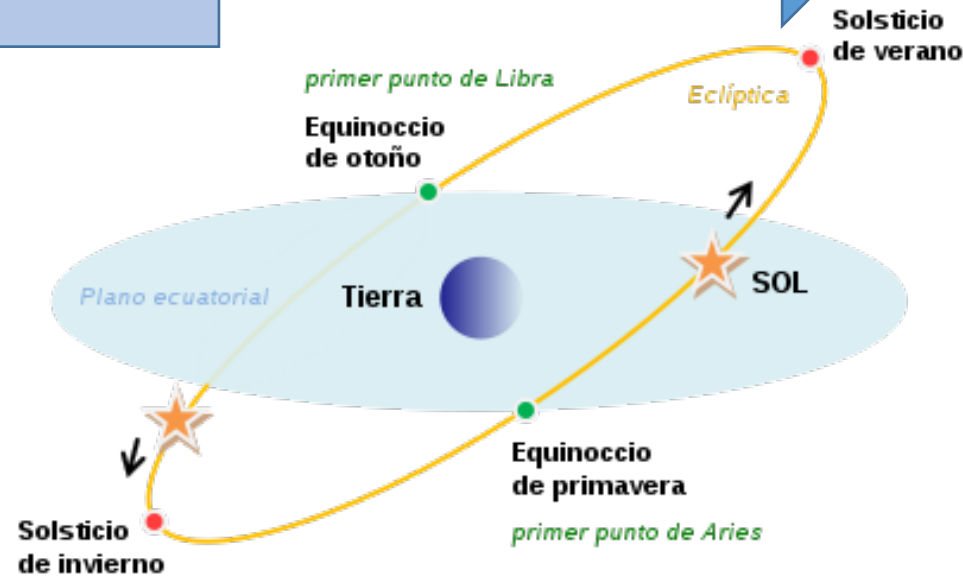 Solsticio
de verano
primer punto de Libra
Eclíptica
Equinoccio
de otoño
Plano ecuatorial
Tierra
SOL
Equinoccio
de primavera
primer punto de Aries
Solsticio
de invierno